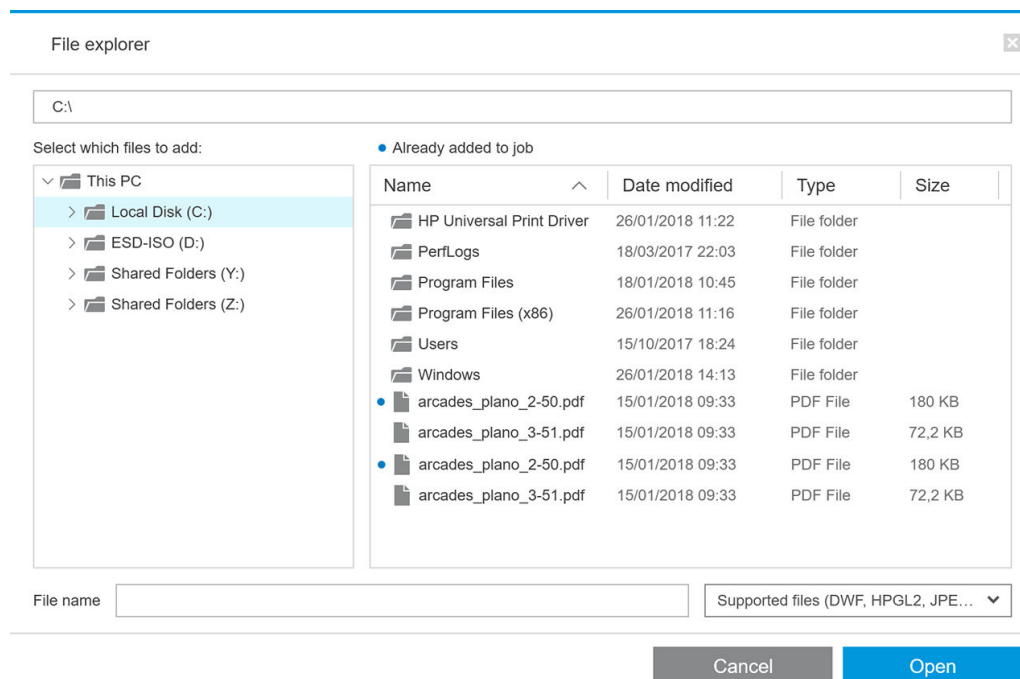 File explorer
C:\
Select which files to add:
Already added to job
This PC
Local Disk (C:)
ESD-ISO (D:)
Shared Folders (Y:)
Shared Folders (Z:)
Name Date modified Type Size
HP Universal Print Driver 26/01/2018 11:22 File folder
PerfLogs 18/03/2017 22:03 File folder
Program Files 18/01/2018 10:45 File folder
Program Files (x86) 26/01/2018 11:16 File folder
Users 15/10/2017 18:24 File folder
Windows 26/01/2018 14:13 File folder
arcades_plano_2-50.pdf 15/01/2018 09:33 PDF File 180 KB
arcades_plano_3-51.pdf 15/01/2018 09:33 PDF File 72,2 KB
arcades_plano_2-50.pdf 15/01/2018 09:33 PDF File 180 KB
arcades_plano_3-51.pdf 15/01/2018 09:33 PDF File 72,2 KB
File name
Supported files (DWF, HPGL2, JPE...
Cancel Open